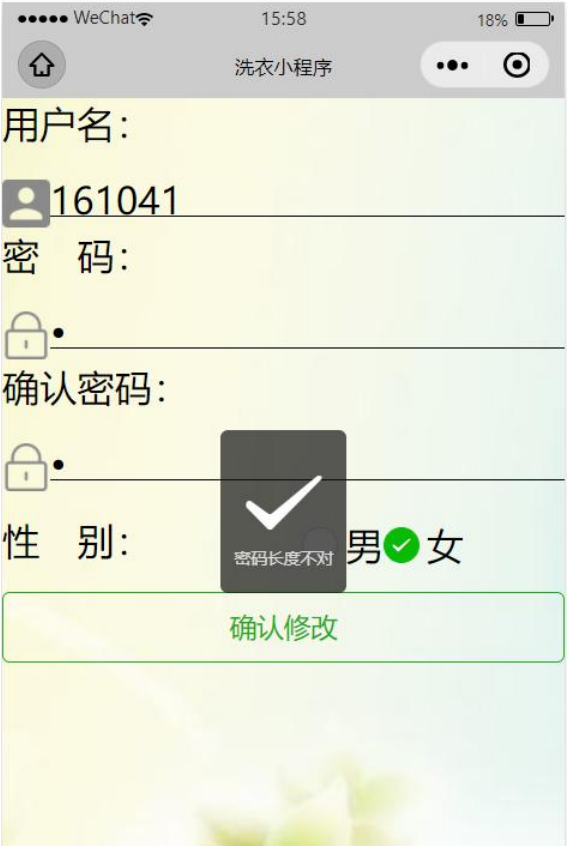 WeChat 15:58 18%
洗衣小程序
用户名：
161041
密 码：
•
确认密码：
•
性 别： 男 女
密码长度不对
确认修改